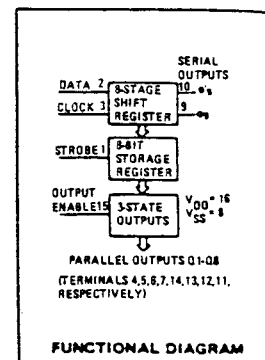 SERIAL
OUTPUTS
DATA 2
8-STAGE
SHIFT
REGISTER
10
CLOCK 3
9
STROBE 1
8-BIT
STORAGE
REGISTER
OUTPUT
ENABLE 15
3-STATE
OUTPUTS
VDD = 16
VSS = 8
PARALLEL OUTPUTS Q1-Q8
(TERMINALS 4,5,6,7,14,13,12,11,
RESPECTIVELY)
FUNCTIONAL DIAGRAM